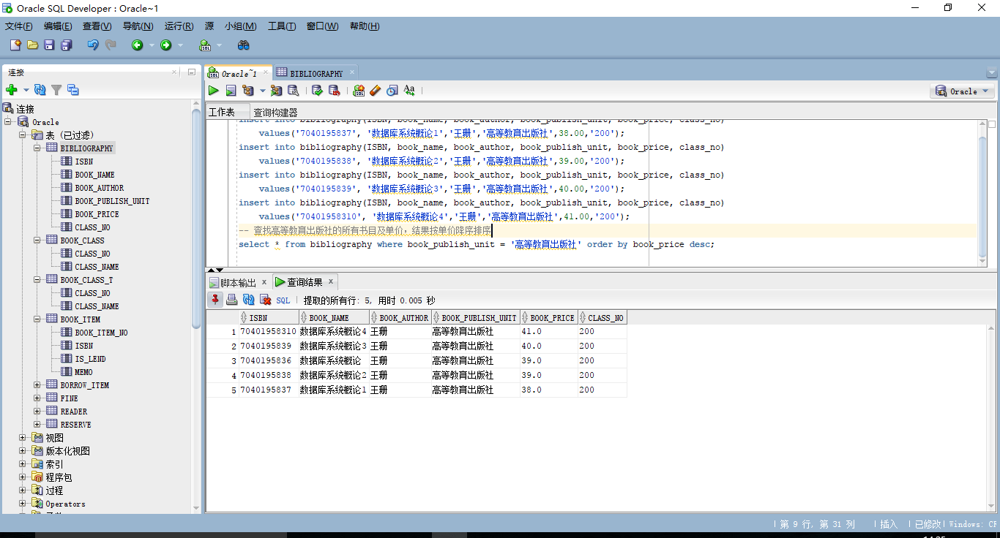 Oracle SQL Developer : Oracle~1
文件(F) 编辑(E) 查看(V) 导航(N) 运行(R) 源 小组(M) 工具(T) 窗口(W) 帮助(H)
连接
Oracle~1 BIBLIOGRAPHY
Oracle
工作表 查询构建器
连接
Oracle
表 (已过滤)
BIBLIOGRAPHY
ISBN
BOOK_NAME
BOOK_AUTHOR
BOOK_PUBLISH_UNIT
BOOK_PRICE
CLASS_NO
BOOK_CLASS
CLASS_NO
CLASS_NAME
BOOK_CLASS_T
CLASS_NO
CLASS_NAME
BOOK_ITEM
BOOK_ITEM_NO
ISBN
IS_LEND
MEMO
BORROW_ITEM
FINE
READER
RESERVE
视图
版本化视图
索引
程序包
过程
Operators
insert into bibliography(ISBN, book_name, book_author, book_publish_unit, book_price, class_no)
values('7040195837', '数据库系统概论1','王珊','高等教育出版社',38.00,'200');
insert into bibliography(ISBN, book_name, book_author, book_publish_unit, book_price, class_no)
values('7040195838', '数据库系统概论2','王珊','高等教育出版社',39.00,'200');
insert into bibliography(ISBN, book_name, book_author, book_publish_unit, book_price, class_no)
values('7040195839', '数据库系统概论3','王珊','高等教育出版社',40.00,'200');
insert into bibliography(ISBN, book_name, book_author, book_publish_unit, book_price, class_no)
values('70401958310', '数据库系统概论4','王珊','高等教育出版社',41.00,'200');
-- 查找高等教育出版社的所有书目及单价，结果按单价降序排序
select * from bibliography where book_publish_unit = '高等教育出版社' order by book_price desc;
脚本输出 查询结果
SQL 提取的所有行: 5, 用时 0.005 秒
ISBN BOOK_NAME BOOK_AUTHOR BOOK_PUBLISH_UNIT BOOK_PRICE CLASS_NO
1 70401958310 数据库系统概论4 王珊 高等教育出版社 41.0 200
2 7040195839 数据库系统概论3 王珊 高等教育出版社 40.0 200
3 7040195836 数据库系统概论 王珊 高等教育出版社 39.0 200
4 7040195838 数据库系统概论2 王珊 高等教育出版社 39.0 200
5 7040195837 数据库系统概论1 王珊 高等教育出版社 38.0 200
第 9 行, 第 31 列 插入 已修改 Windows: CR